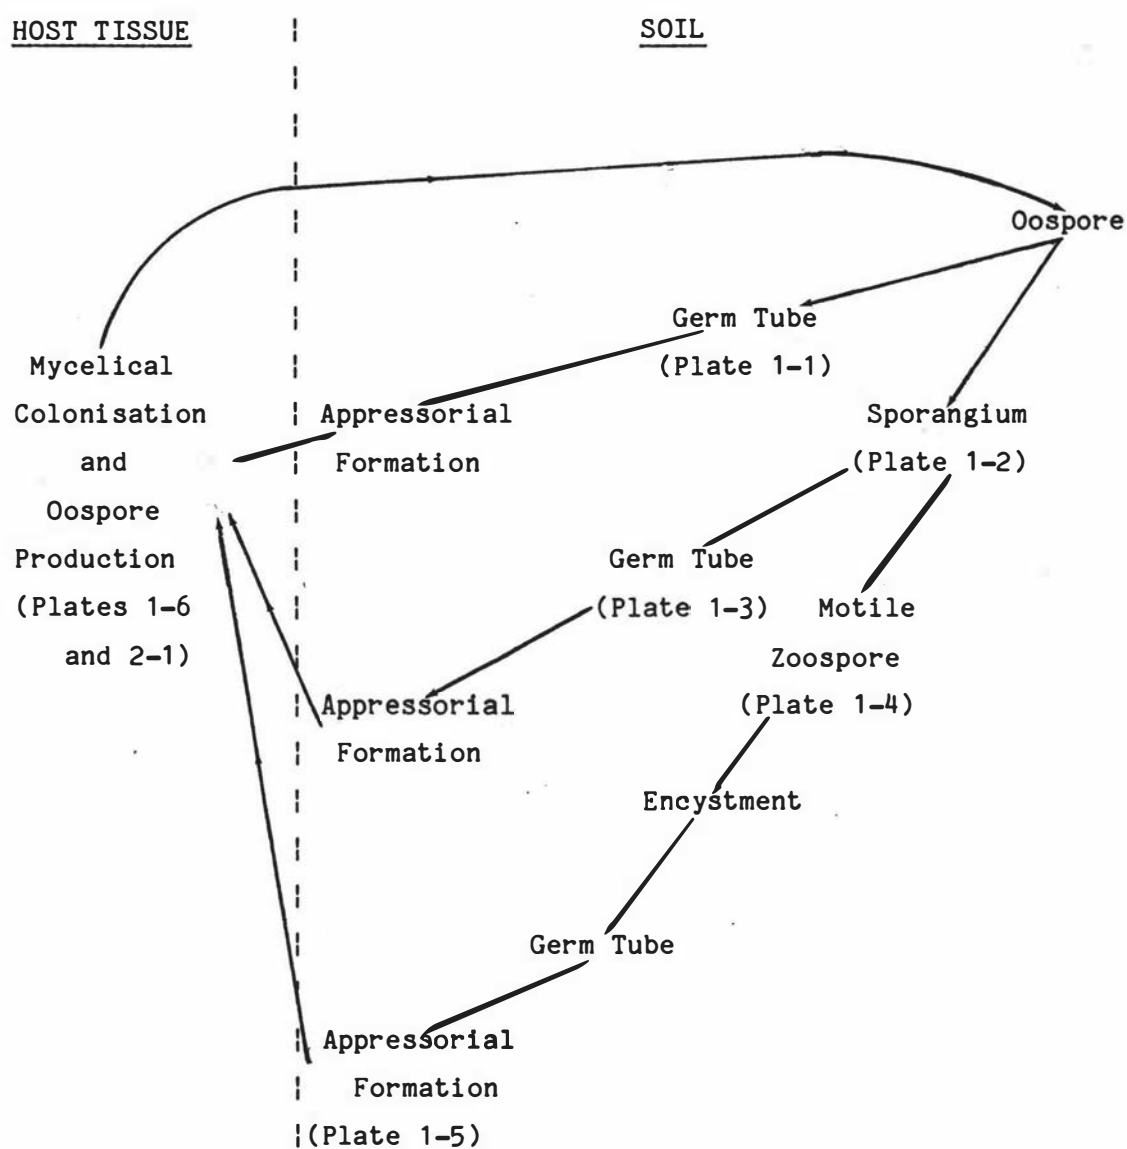 HOST TISSUE
SOIL
Oospore
Germ Tube
(Plate 1-1)
Mycelical
Colonisation
and
Oospore
Production
(Plates 1-6
and 2-1)
Appressorial
Formation
Sporangium
(Plate 1-2)
Germ Tube
(Plate 1-3)
Motile
Zoospore
(Plate 1-4)
Appressorial
Formation
Encystment
Germ Tube
Appressorial
Formation
(Plate 1-5)